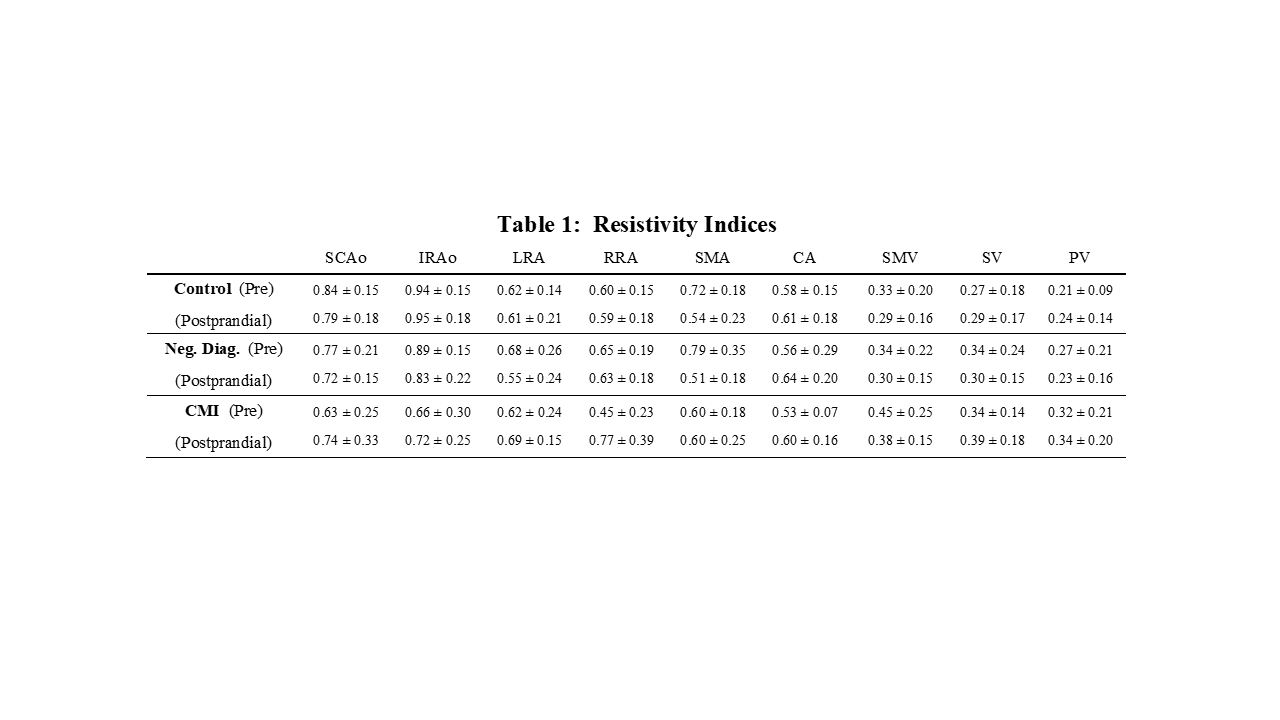 Table 1:  Resistivity Indices
SCAo IRAo LRA RRA SMA CA SMV SV PV
Control (Pre) 0.84 ± 0.15 0.94 ± 0.15 0.62 ± 0.14 0.60 ± 0.15 0.72 ± 0.18 0.58 ± 0.15 0.33 ± 0.20 0.27 ± 0.18 0.21 ± 0.09
(Postprandial) 0.79 ± 0.18 0.95 ± 0.18 0.61 ± 0.21 0.59 ± 0.18 0.54 ± 0.23 0.61 ± 0.18 0.29 ± 0.16 0.29 ± 0.17 0.24 ± 0.14
Neg. Diag. (Pre) 0.77 ± 0.21 0.89 ± 0.15 0.68 ± 0.26 0.65 ± 0.19 0.79 ± 0.35 0.56 ± 0.29 0.34 ± 0.22 0.34 ± 0.24 0.27 ± 0.21
(Postprandial) 0.72 ± 0.15 0.83 ± 0.22 0.55 ± 0.24 0.63 ± 0.18 0.51 ± 0.18 0.64 ± 0.20 0.30 ± 0.15 0.30 ± 0.15 0.23 ± 0.16
CMI (Pre) 0.63 ± 0.25 0.66 ± 0.30 0.62 ± 0.24 0.45 ± 0.23 0.60 ± 0.18 0.53 ± 0.07 0.45 ± 0.25 0.34 ± 0.14 0.32 ± 0.21
(Postprandial) 0.74 ± 0.33 0.72 ± 0.25 0.69 ± 0.15 0.77 ± 0.39 0.60 ± 0.25 0.60 ± 0.16 0.38 ± 0.15 0.39 ± 0.18 0.34 ± 0.20